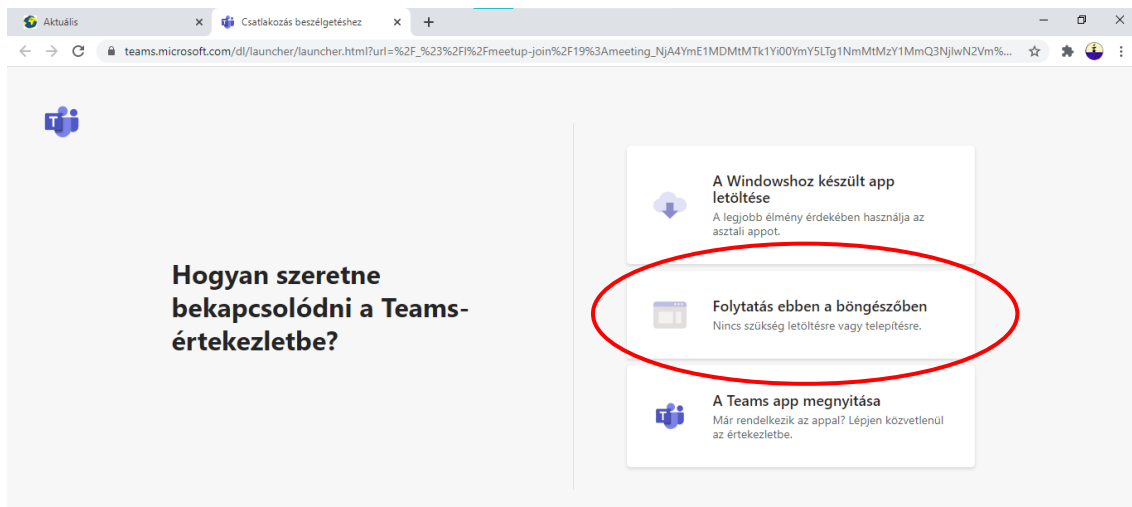 Aktuális
Csatlakozás beszélgetéshez
teams.microsoft.com/dl/launcher/launcher.html?url=%2F_%23%2Fl%2Fmeetup-join%2F19%3Ameeting_NjA4YmE1MDMtMTk1Yi00YmY5LTg1NmMtMzY1MmQ3NjIwN2Vm%...
A Windowshoz készült app
letöltése
A legjobb élmény érdekében használja az
asztali appot.
Hogyan szeretne
bekapcsolódni a Teams-
értekezletbe?
Folytatás ebben a böngészőben
Nincs szükség letöltésre vagy telepítésre.
A Teams app megnyitása
Már rendelkezik az appal? Lépjen közvetlenül
az értekezletbe.